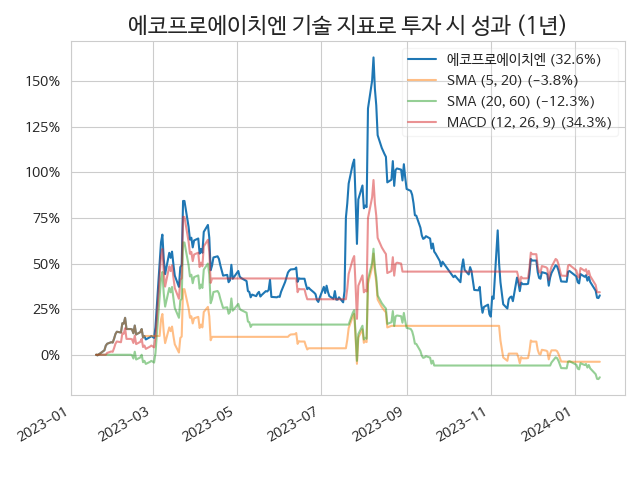 에코프로에이치엔 기술 지표로 투자 시 성과 (1년)
에코프로에이치엔 (32.6%)
SMA (5, 20) (−3.8%)
SMA (20, 60) (−12.3%)
MACD (12, 26, 9) (34.3%)
150%
125%
100%
75%
50%
25%
0%
2023−01
2023−03
2023−05
2023−07
2023−09
2023−11
2024−01